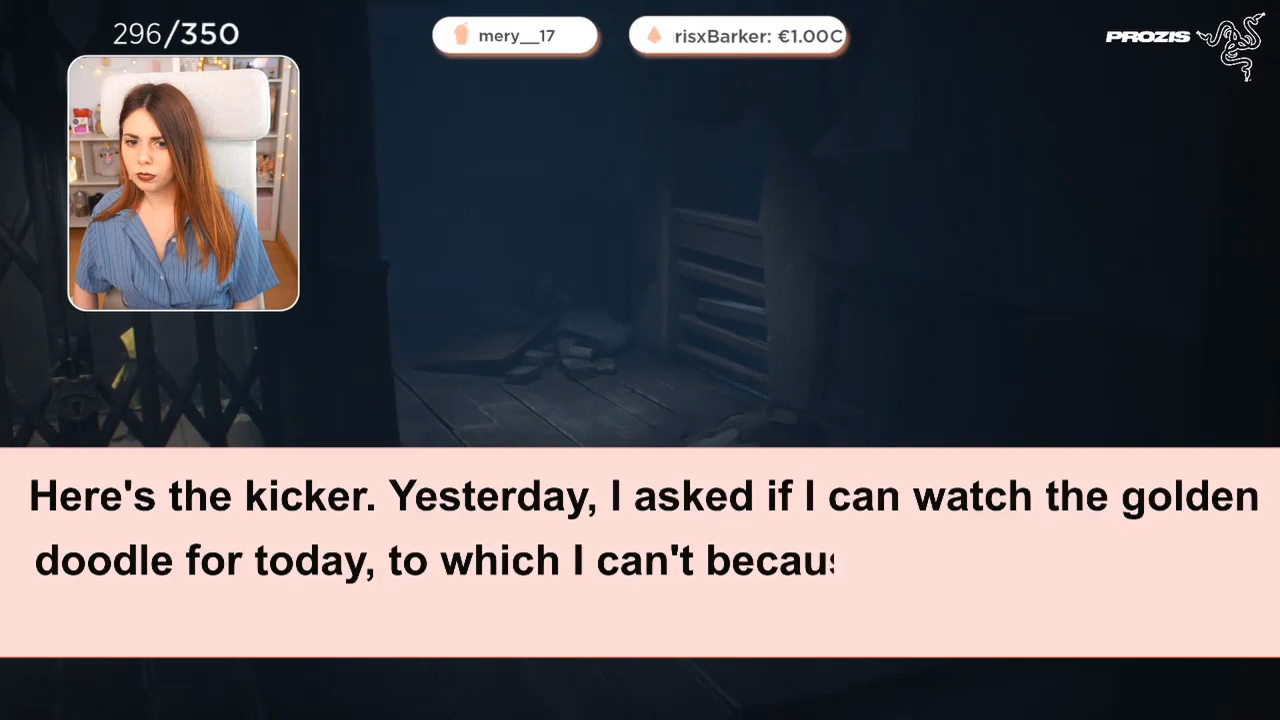 296/350
mery__17
risxBarker: €1.00
PROZIS
Here's the kicker. Yesterday, I asked if I can watch the golden
doodle for today, to which I can't becau